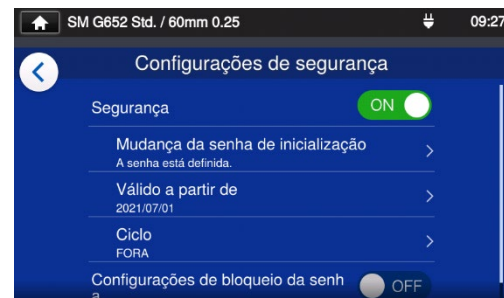 SM G652 Std. / 60mm 0.25 09:27
Configurações de segurança
Segurança ON
Mudança da senha de inicialização
A senha está definida.
Válido a partir de
2021/07/01
Ciclo
FORA
Configurações de bloqueio da senh OFF
a